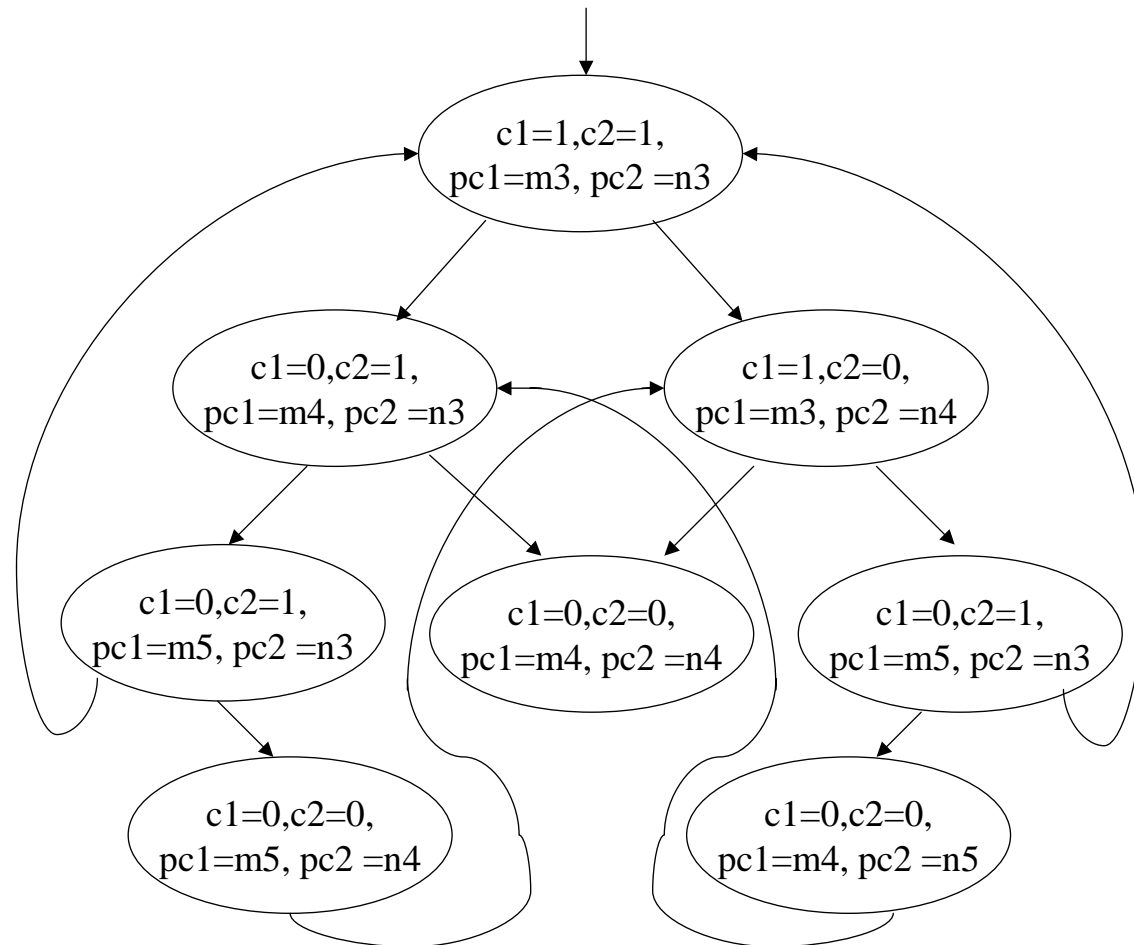 c1=1,c2=1,
pc1=m3, pc2 =n3
c1=0,c2=1,
pc1=m4, pc2 =n3
c1=1,c2=0,
pc1=m3, pc2 =n4
c1=0,c2=1,
pc1=m5, pc2 =n3
c1=0,c2=0,
pc1=m4, pc2 =n4
c1=0,c2=1,
pc1=m5, pc2 =n3
c1=0,c2=0,
pc1=m5, pc2 =n4
c1=0,c2=0,
pc1=m4, pc2 =n5